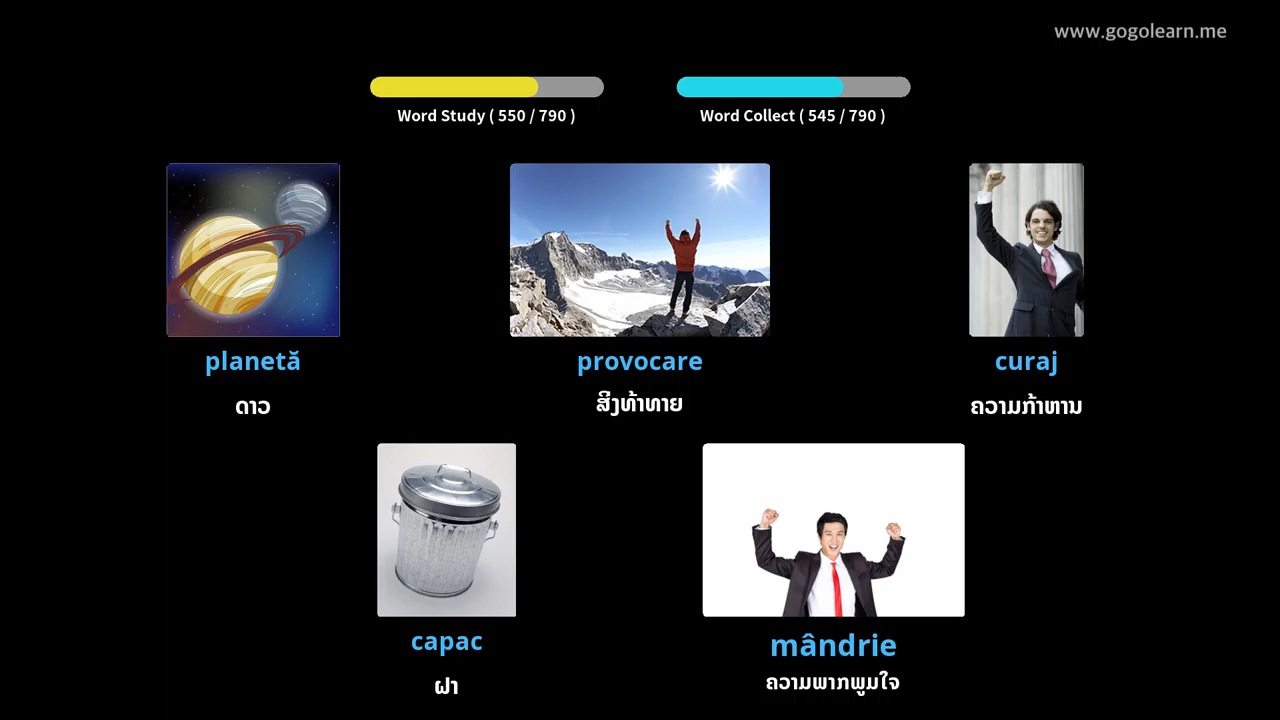 www.gogolearn.me
Word Study ( 550 / 790 )
Word Collect ( 545 / 790 )
planetă
provocare
curaj
ດາວ
ສິ່ງທ້າທາຍ
ຄວາມກ້າຫານ
capac
mândrie
ຝາ
ຄວາມພາກພູມໃຈ